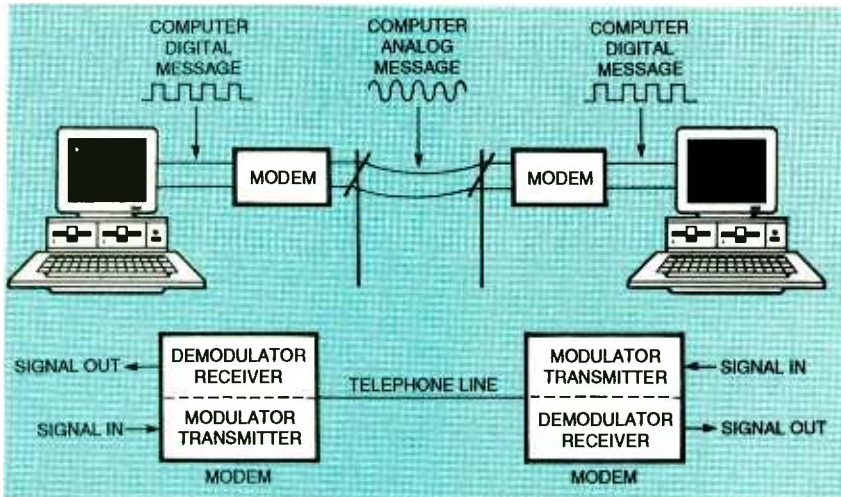 COMPUTER
DIGITAL
MESSAGE
COMPUTER
ANALOG
MESSAGE
COMPUTER
DIGITAL
MESSAGE
MODEM
MODEM
SIGNAL OUT
DEMODULATOR
RECEIVER
SIGNAL IN
MODULATOR
TRANSMITTER
MODEM
TELEPHONE LINE
MODULATOR
TRANSMITTER
SIGNAL IN
DEMODULATOR
RECEIVER
SIGNAL OUT
MODEM